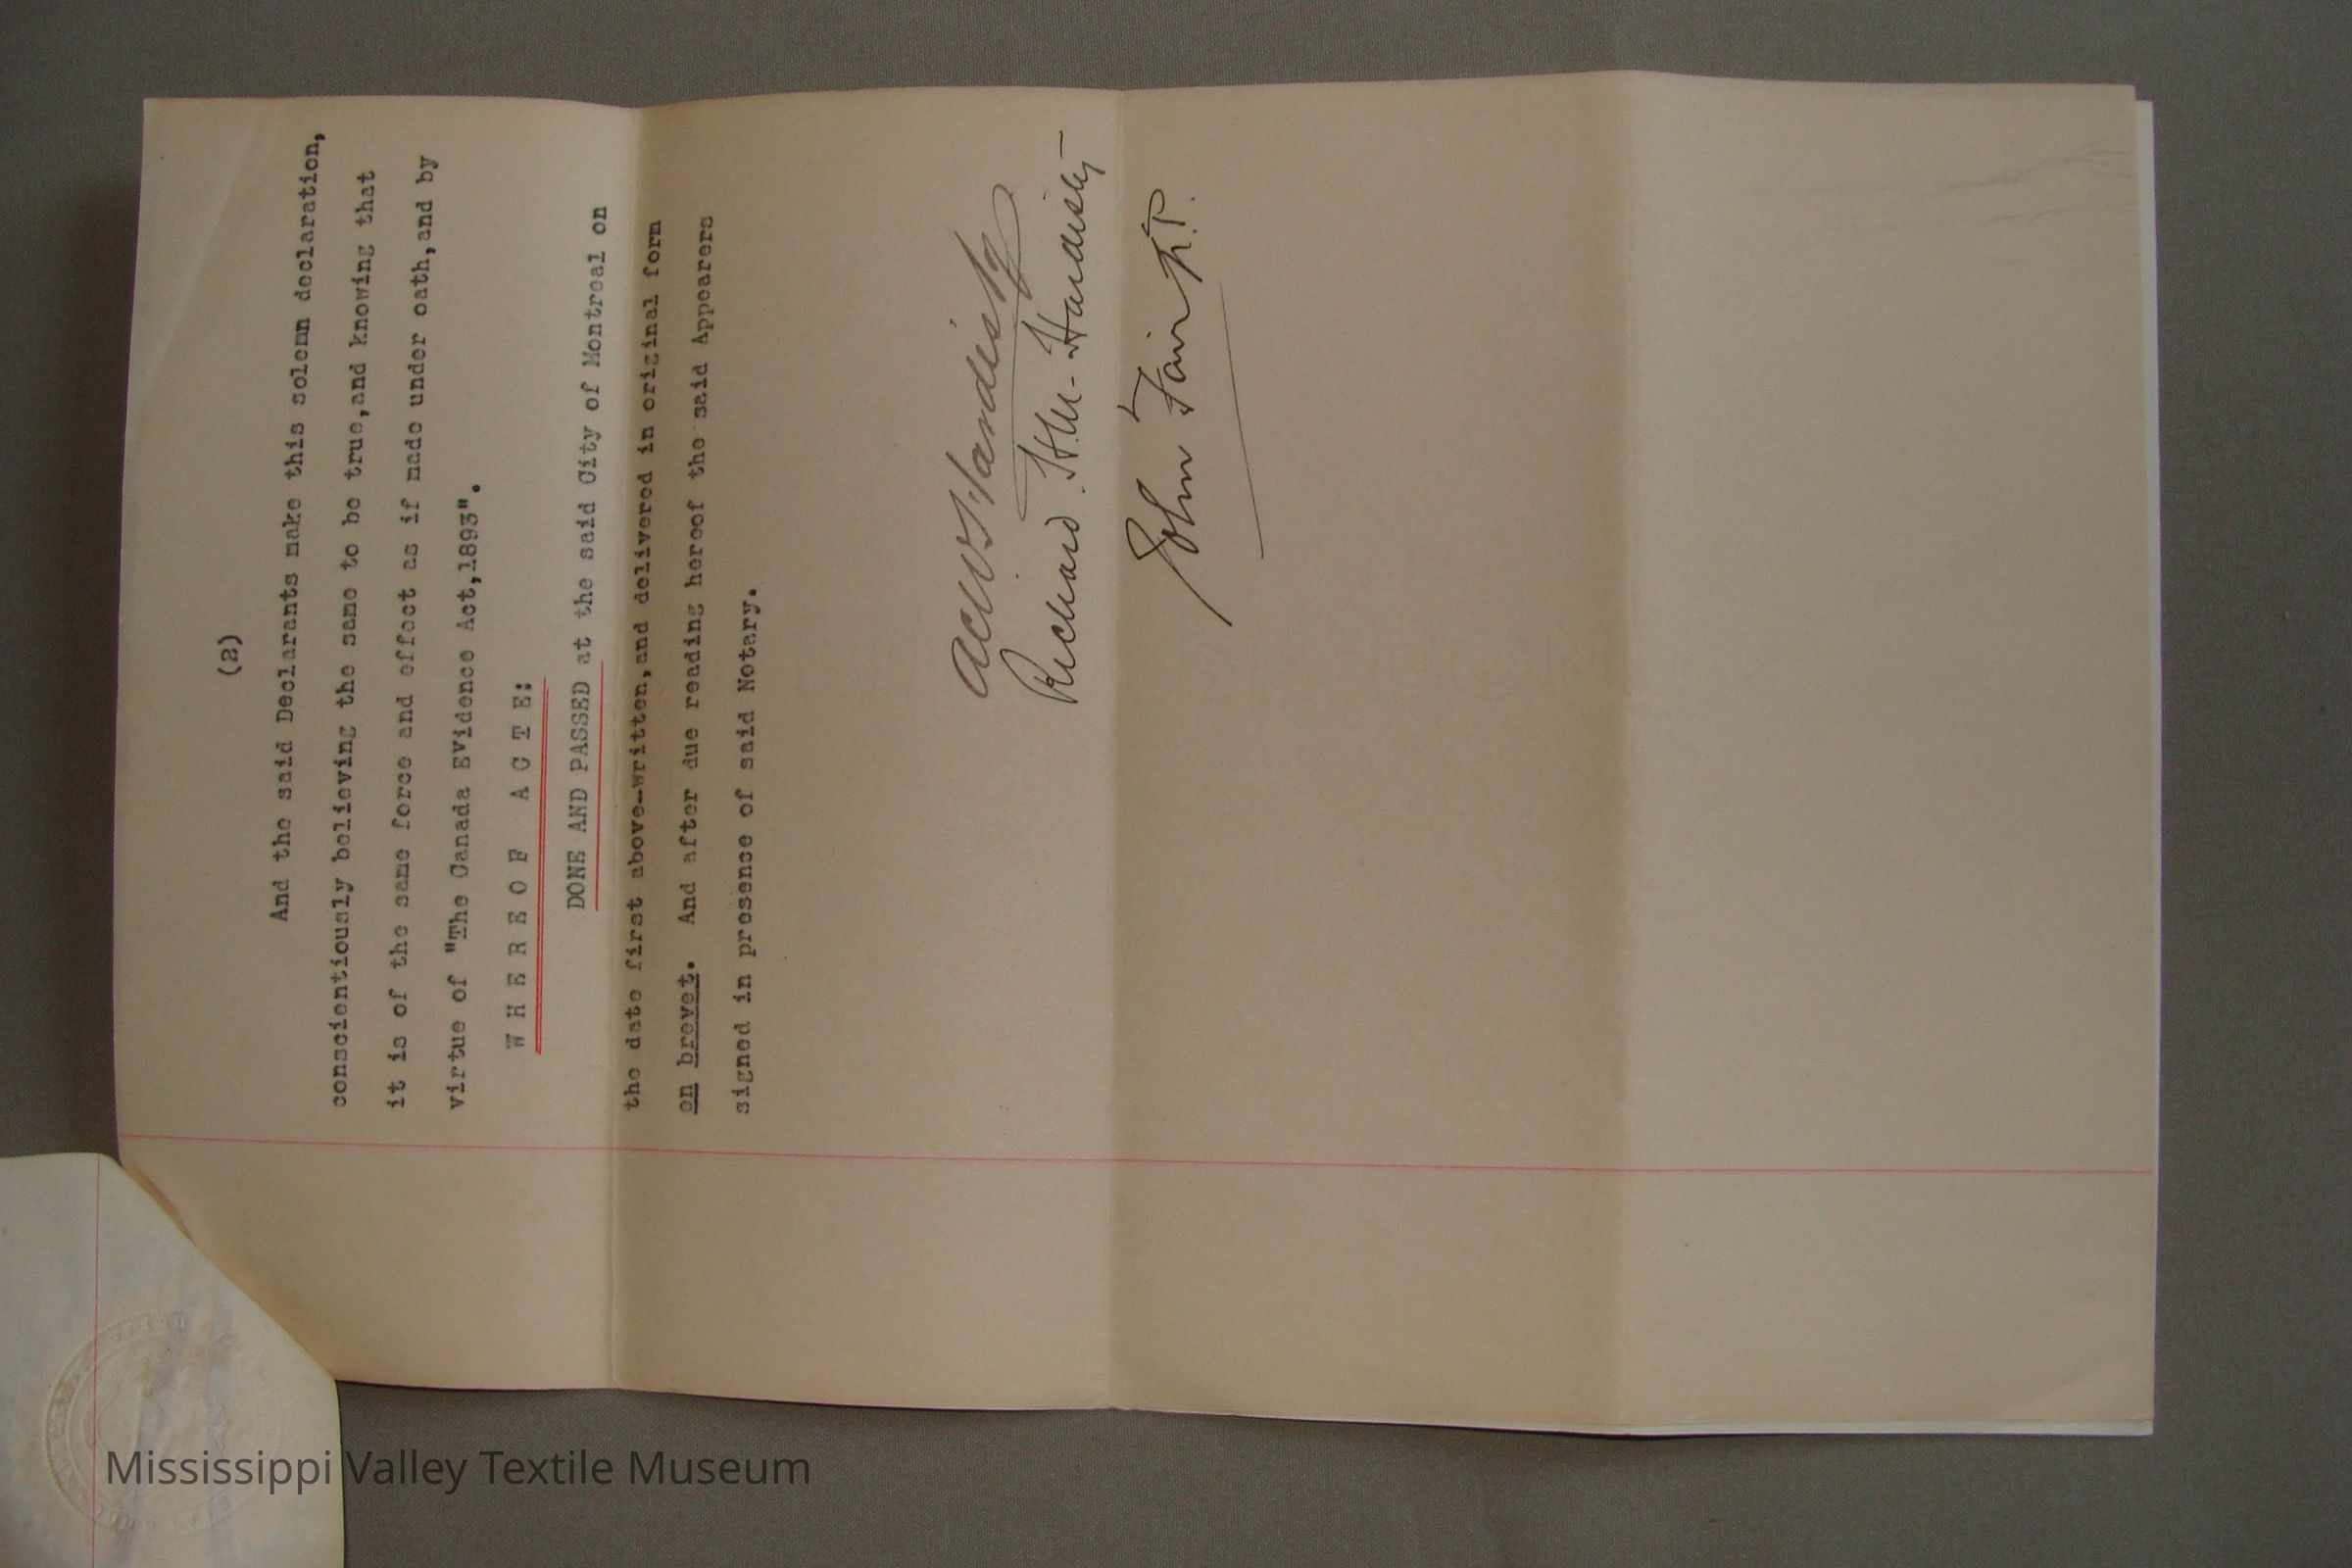 (2)
And the said Declarants make this solemn declaration,
conscientiously believing the same to be true,and knowing that
it is of the same force and effect as if made under oath,and by
virtue of "The Canada Evidence Act,1893".
W H E R E O F  A C T E:
DONE AND PASSED at the said City of Montreal on
the date first above-written,and delivered in original form
en brevet. And after due reading hereof the said Appearers
signed in presence of said Notary.
Handisty
Richard Handisty
John Fair N.P.
Mississippi Valley Textile Museum